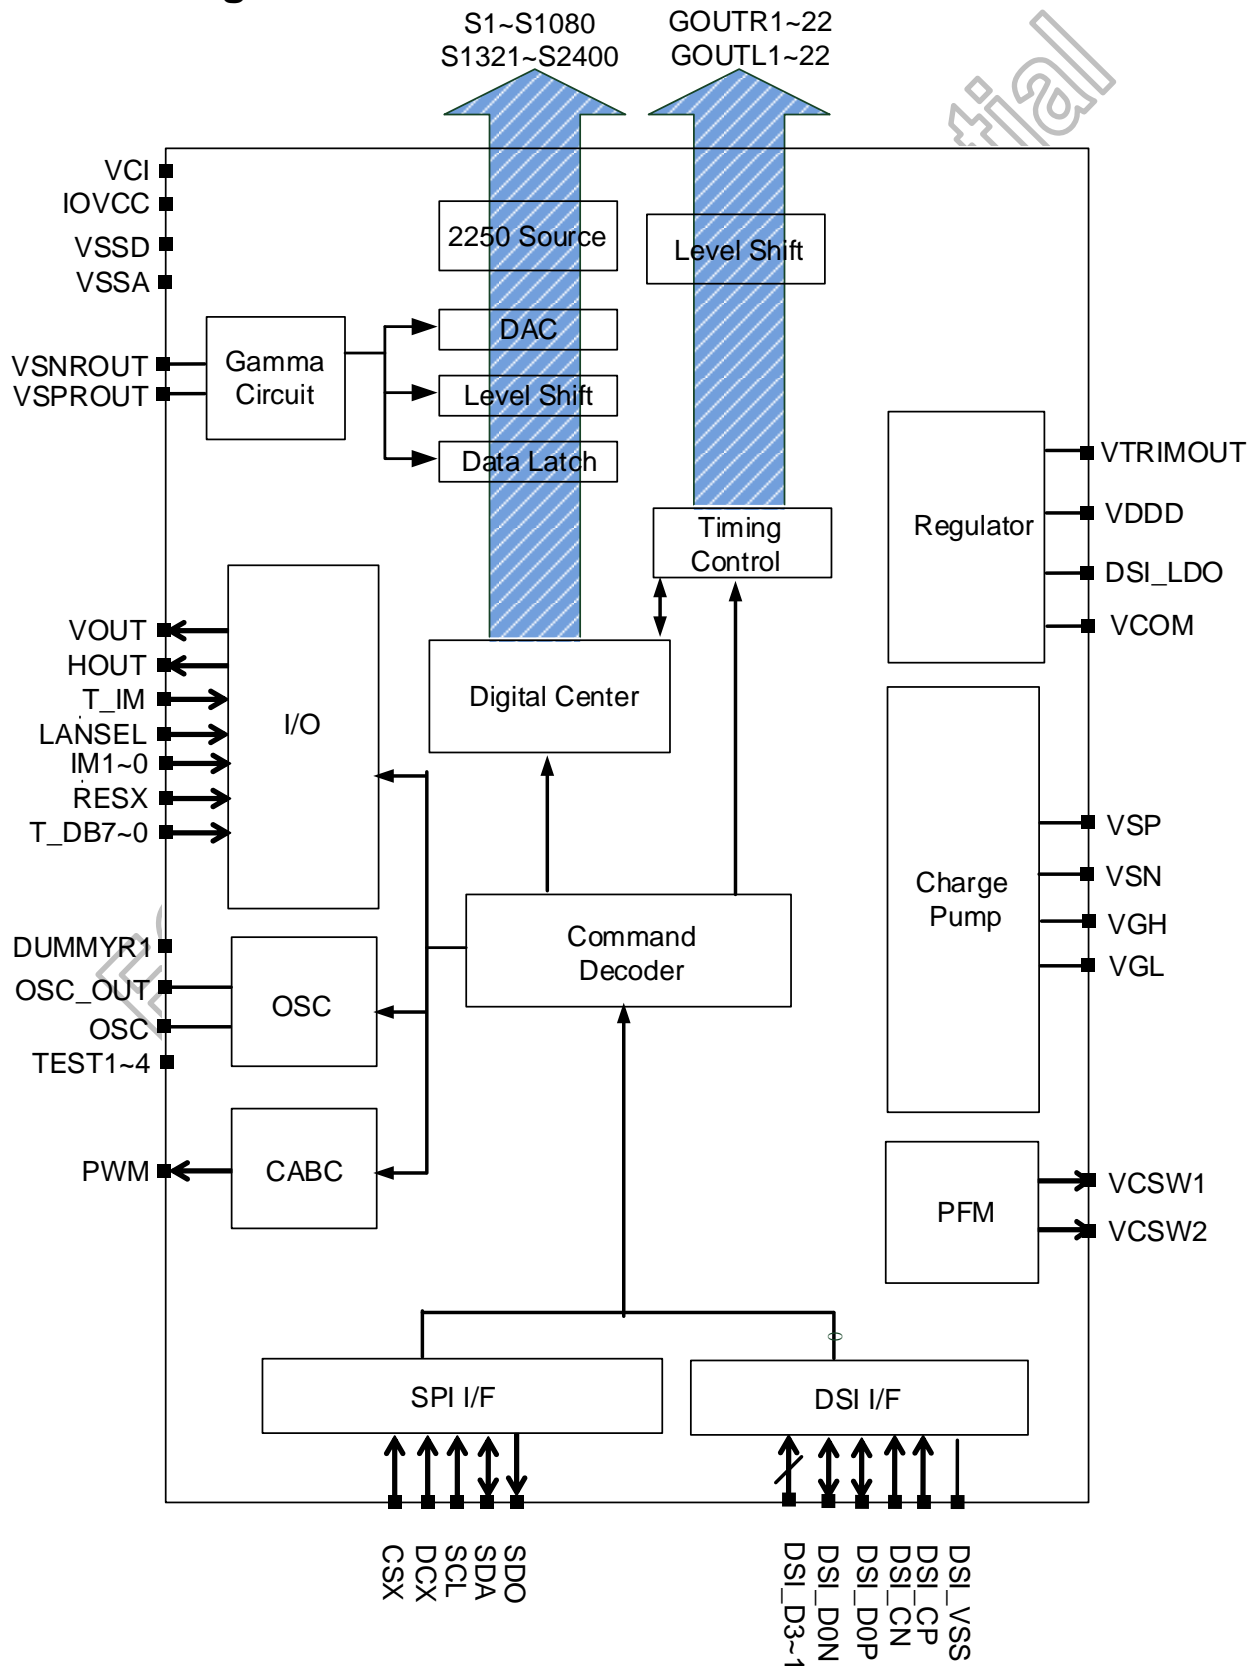 S1~S1080
S1321~S2400
GOUTR1~22
GOUTL1~22
VCI
IOVCC
VSSD
VSSA
2250 Source
Level Shift
DAC
Level Shift
Data Latch
VSNROUT
VSPROUT
Gamma
Circuit
Timing
Control
Regulator
VTRIMOUT
VDDD
DSI_LDO
VCOM
VOUT
HOUT
T_IM
LANSEL
IM1~0
RESX
T_DB7~0
I/O
Digital Center
Charge
Pump
VSP
VSN
VGH
VGL
Command
Decoder
DUMMYR1
OSC_OUT
OSC
TEST1~4
OSC
PWM
CABC
PFM
VCSW1
VCSW2
SPI I/F
DSI I/F
CSX
DCX
SCL
SDA
SDO
DSI_D3~1
DSI_D0N
DSI_D0P
DSI_CN
DSI_CP
DSI_VSS